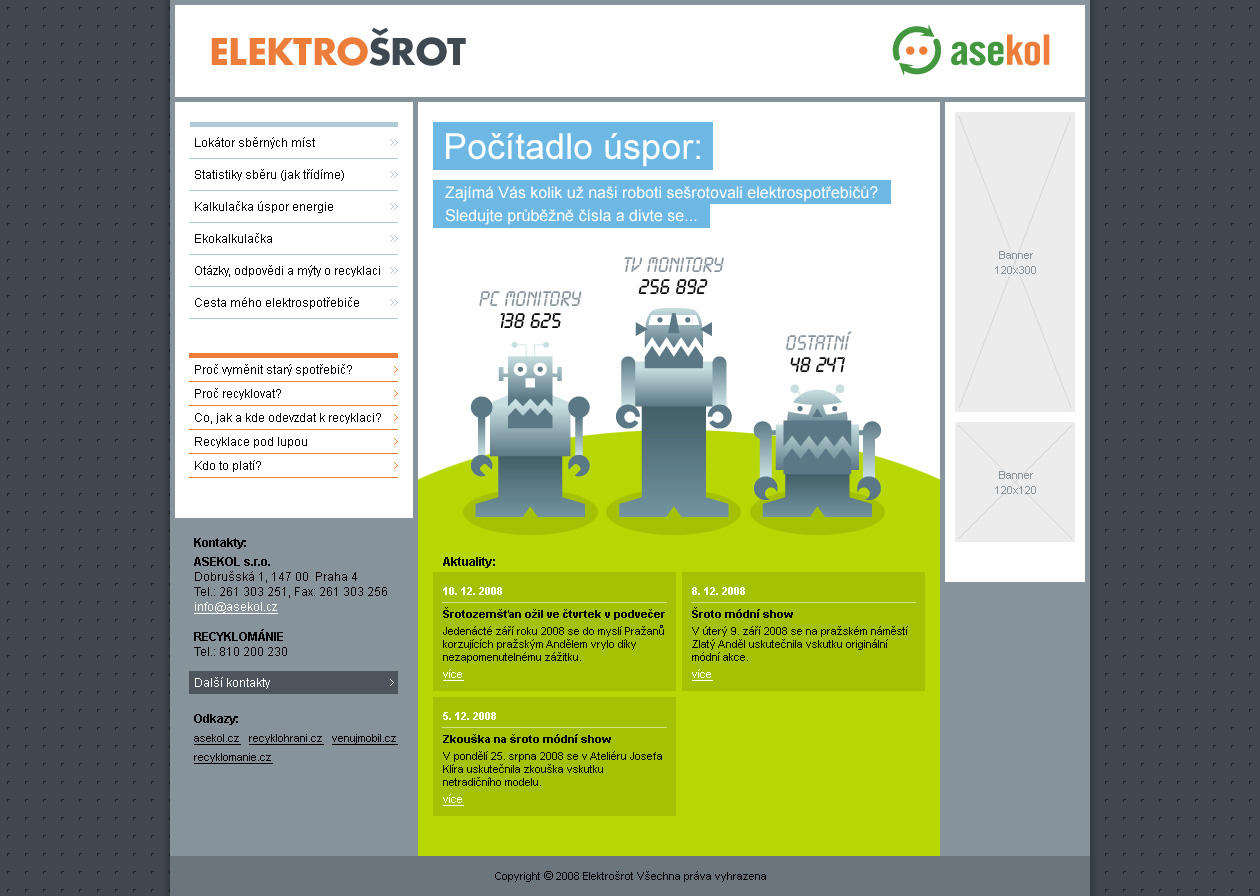 ELEKTROŠROT
asekol
Lokátor sběrných míst
Statistiky sběru (jak třídíme)
Kalkulačka úspor energie
Ekokalkulačka
Otázky, odpovědi a mýty o recyklaci
Cesta mého elektrospotřebiče
Proč vyměnit starý spotřebič?
Proč recyklovat?
Co, jak a kde odevzdat k recyklaci?
Recyklace pod lupou
Kdo to platí?
Kontakty:
ASEKOL s.r.o.
Dobrušská 1, 147 00 Praha 4
Tel.: 261 303 251, Fax: 261 303 256
info@asekol.cz
RECYKLOMÁNIE
Tel.: 810 200 230
Další kontakty
Odkazy:
asekol.cz recyklohrani.cz venujmobil.cz
recyklomanie.cz
Počítadlo úspor:
Zajímá Vás kolik už naši roboti sešrotovali elektrospotřebičů?
Sledujte průběžně čísla a divte se...
PC MONITORY
138 625
TV MONITORY
256 892
OSTATNÍ
48 247
Aktuality:
10. 12. 2008
Šrotozemšťan ožil ve čtvrtek v podvečer
Jedenácté září roku 2008 se do myslí Pražanů
korzujících pražským Andělem vrylo díky
nezapomenutelnému zážitku.
více
8. 12. 2008
Šroto módní show
V úterý 9. září 2008 se na pražském náměstí
Zlatý Anděl uskutečnila vskutku originální
módní akce.
více
5. 12. 2008
Zkouška na šroto módní show
V pondělí 25. srpna 2008 se v Ateliéru Josefa
Klíra uskutečnila zkouška vskutku
netradičního modelu.
více
Banner
120x300
Banner
120x120
Copyright © 2008 Elektrošrot Všechna práva vyhrazena